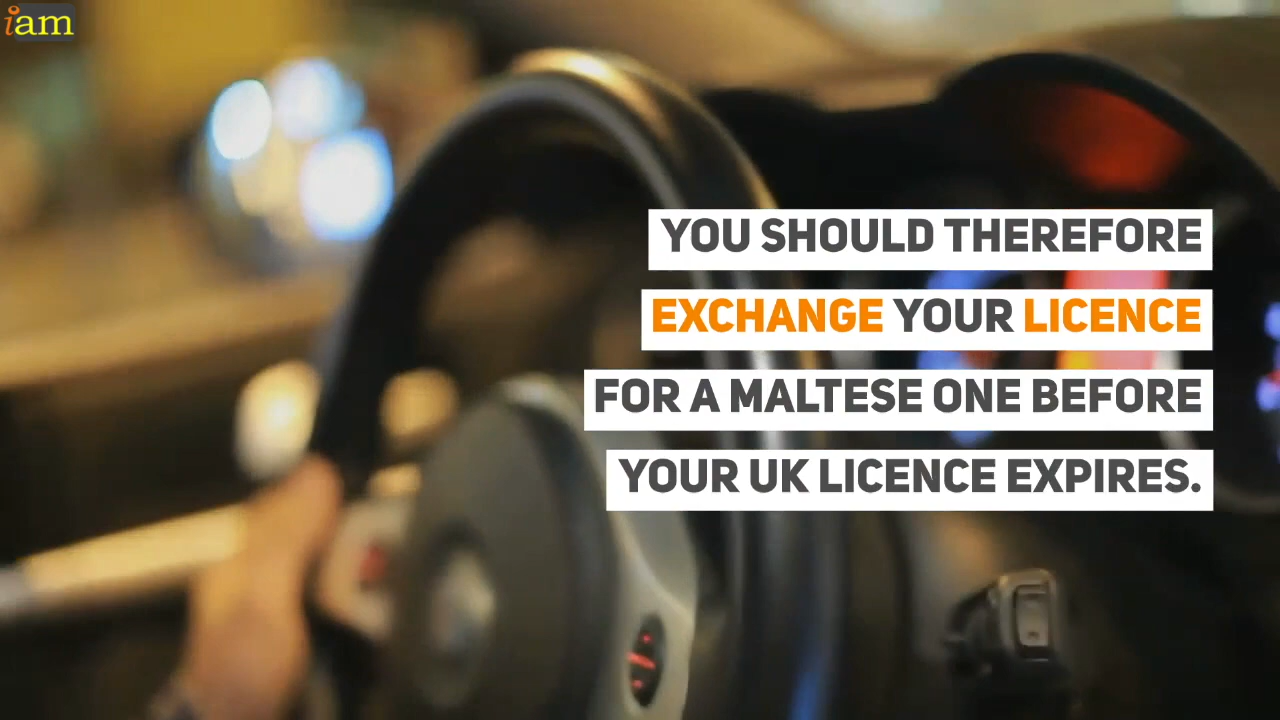 iam
YOU SHOULD THEREFORE
EXCHANGE YOUR LICENCE
FOR A MALTESE ONE BEFORE
YOUR UK LICENCE EXPIRES.